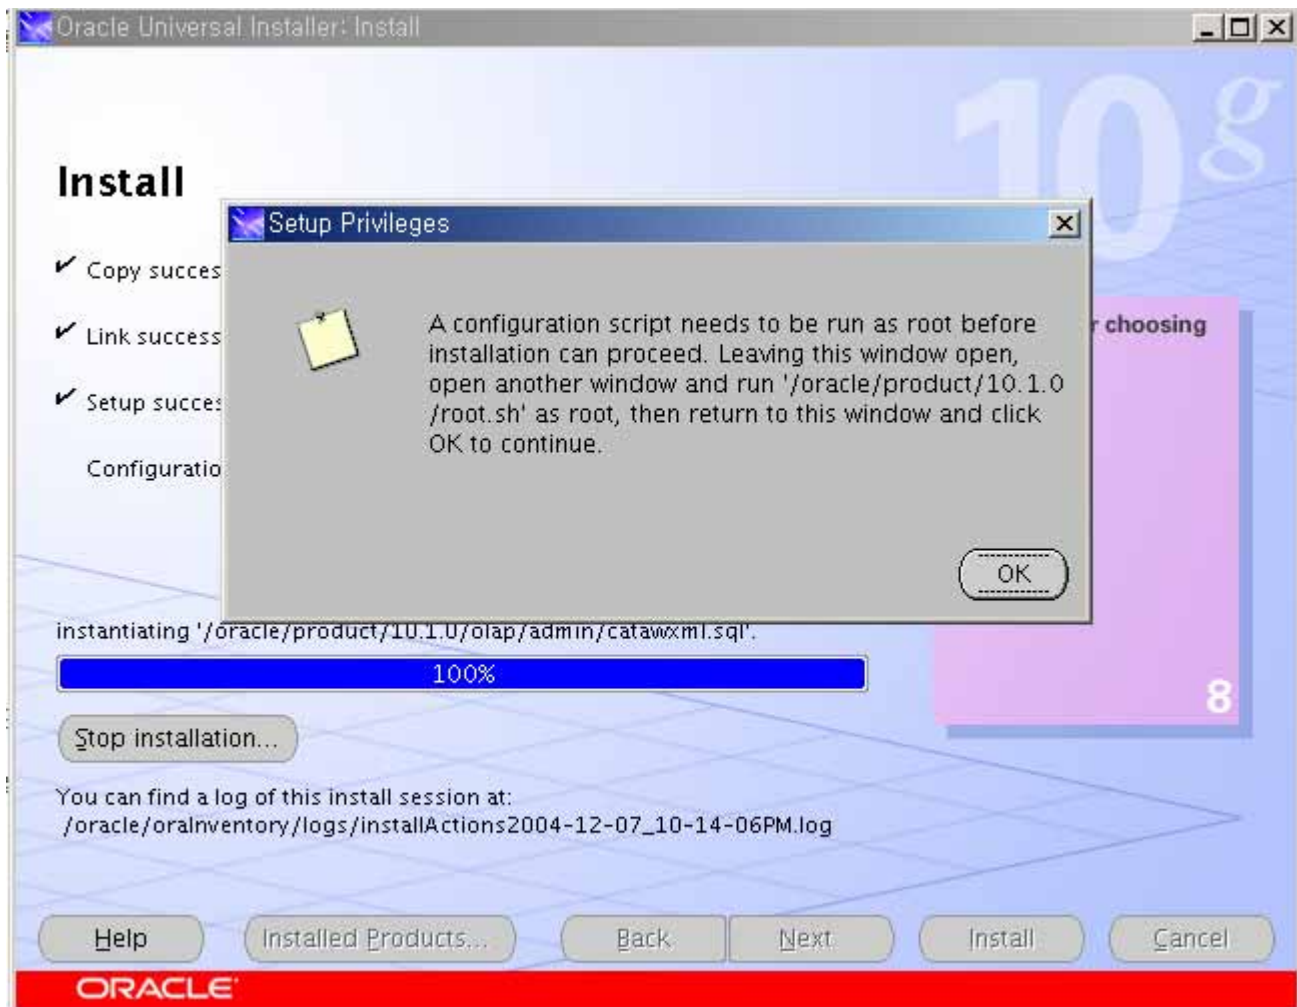 Oracle Universal Installer: Install
10g
Install
Setup Privileges
Copy succes
Link success
Setup succes
Configuratio
A configuration script needs to be run as root before
installation can proceed. Leaving this window open,
open another window and run '/oracle/product/10.1.0
/root.sh' as root, then return to this window and click
OK to continue.
r choosing
OK
instantiating '/oracle/product/10.1.0/olap/admin/catawxml.sql'.
100%
8
Stop installation...
You can find a log of this install session at:
/oracle/oraInventory/logs/installActions2004-12-07_10-14-06PM.log
Help
Installed Products...
Back
Next
Install
Cancel
ORACLE